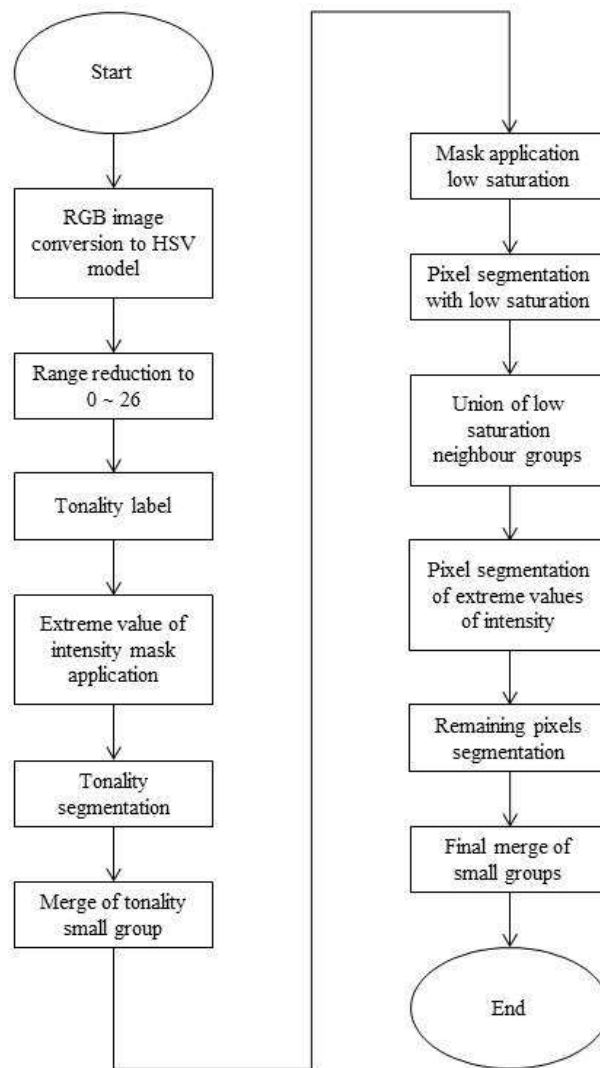 Start
RGB image
conversion to HSV
model
Range reduction to
0 ~ 26
Tonality label
Extreme value of
intensity mask
application
Tonality
segmentation
Merge of tonality
small group
Mask application
low saturation
Pixel segmentation
with low saturation
Union of low
saturation
neighbour groups
Pixel segmentation
of extreme values
of intensity
Remaining pixels
segmentation
Final merge of
small groups
End